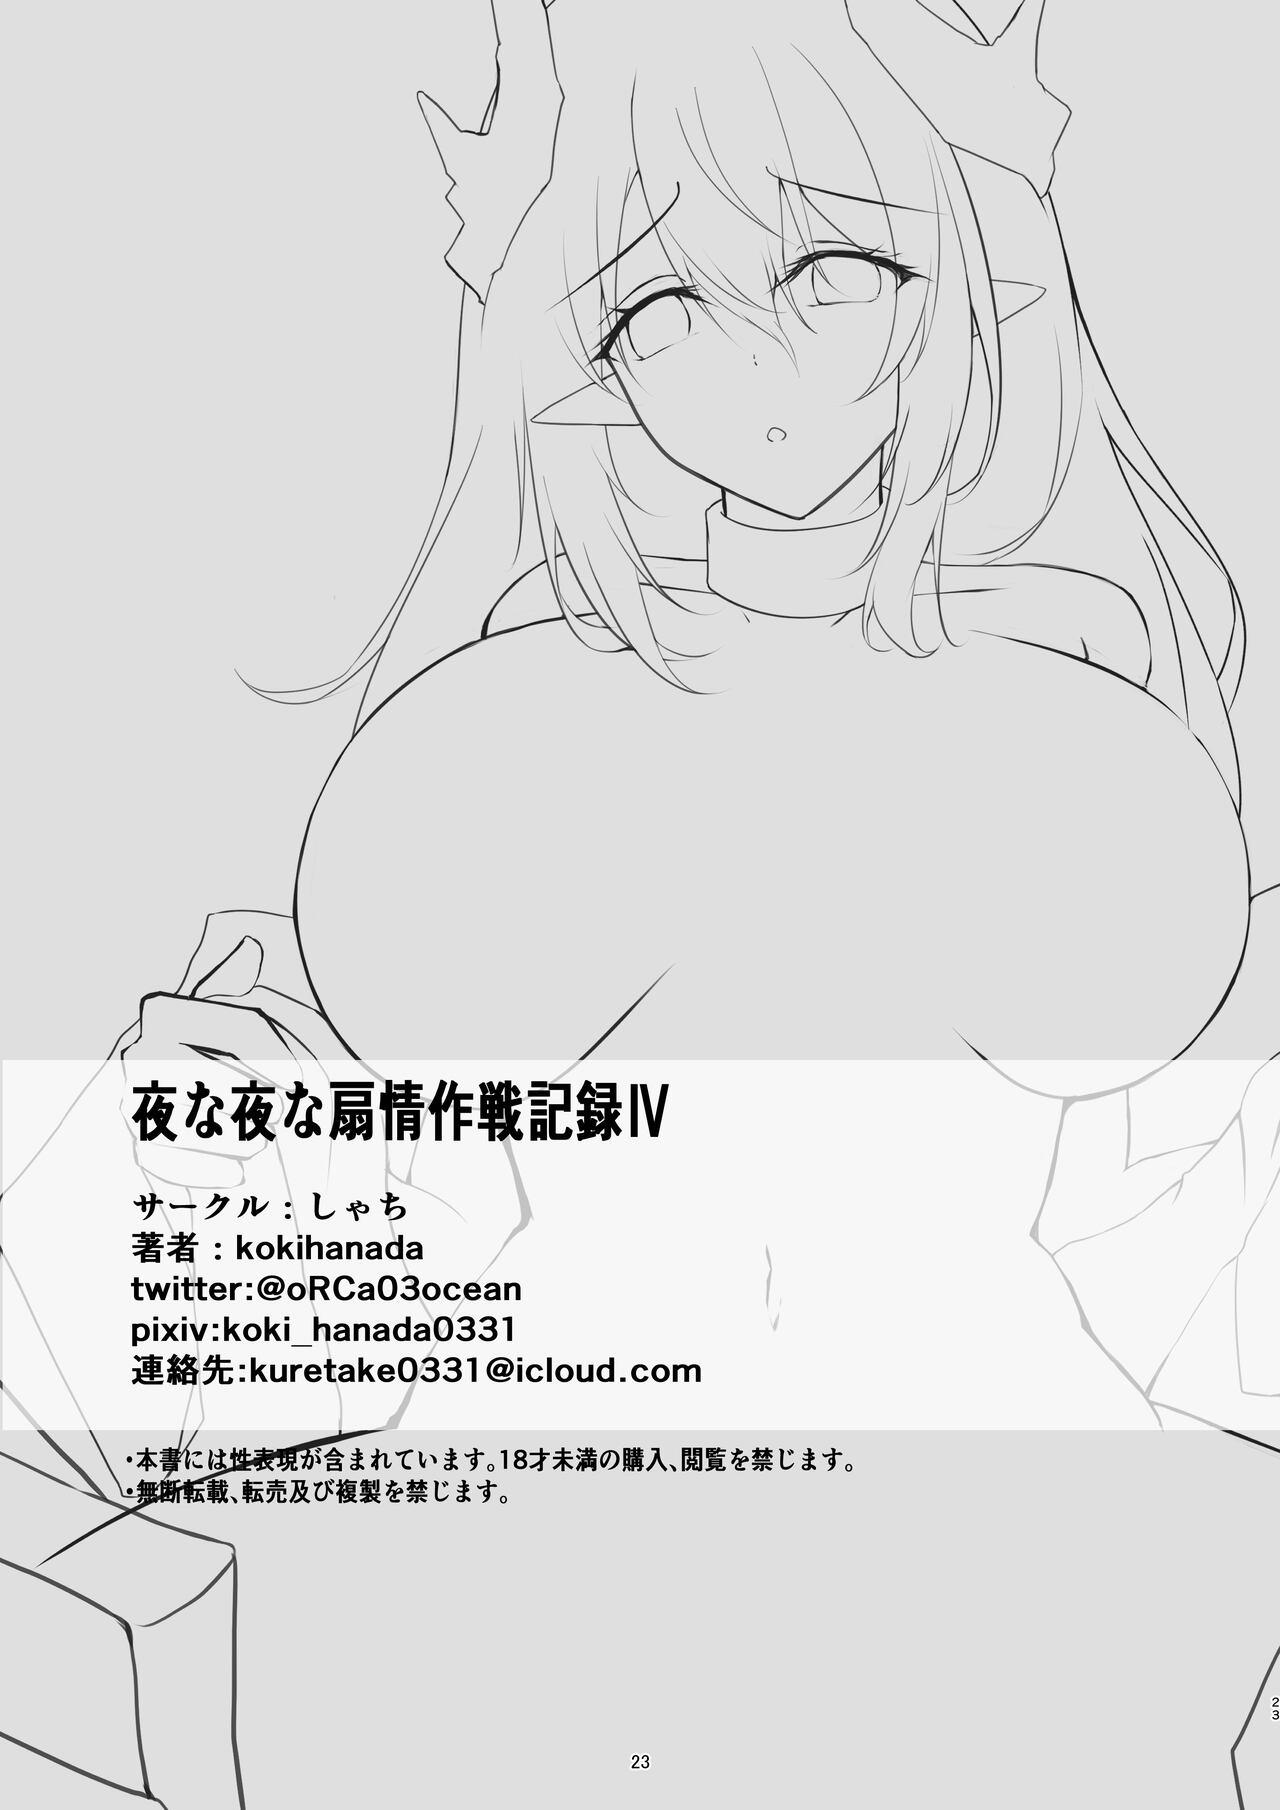 夜な夜な扇情作戦記録Ⅳ
サークル：しゃち
著者：kokihanada
twitter:@oRCa03ocean
pixiv:koki_hanada0331
連絡先:kuretake0331@icloud.com
・本書には性表現が含まれています。18才未満の購入、閲覧を禁じます。
・無断転載、転売及び複製を禁じます。
23
23